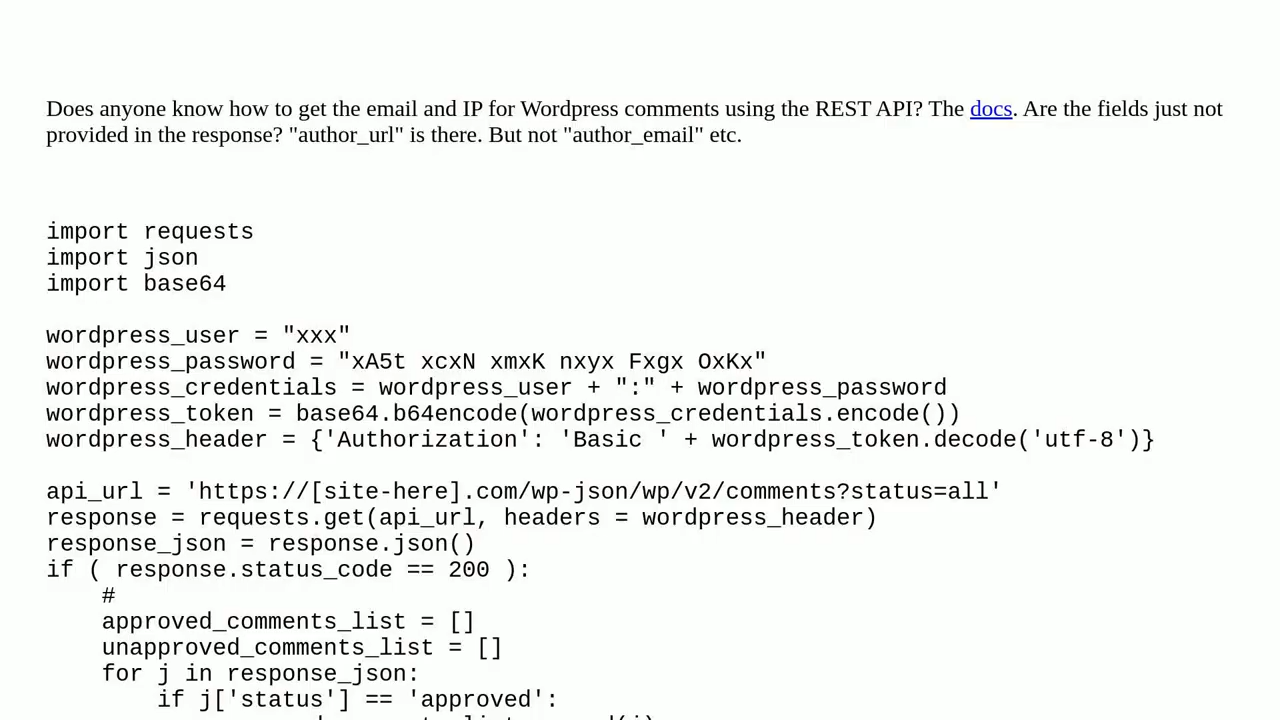 Does anyone know how to get the email and IP for Wordpress comments using the REST API? The docs. Are the fields just not
provided in the response? "author_url" is there. But not "author_email" etc.
import requests
import json
import base64
wordpress_user = "xxx"
wordpress_password = "xA5t xcxN xmxK nxyx Fxgx OxKx"
wordpress_credentials = wordpress_user + ":" + wordpress_password
wordpress_token = base64.b64encode(wordpress_credentials.encode())
wordpress_header = {'Authorization': 'Basic ' + wordpress_token.decode('utf-8')}
api_url = 'https://[site-here].com/wp-json/wp/v2/comments?status=all'
response = requests.get(api_url, headers = wordpress_header)
response_json = response.json()
if ( response.status_code == 200 ):
    #
    approved_comments_list = []
    unapproved_comments_list = []
    for j in response_json:
        if j['status'] == 'approved':